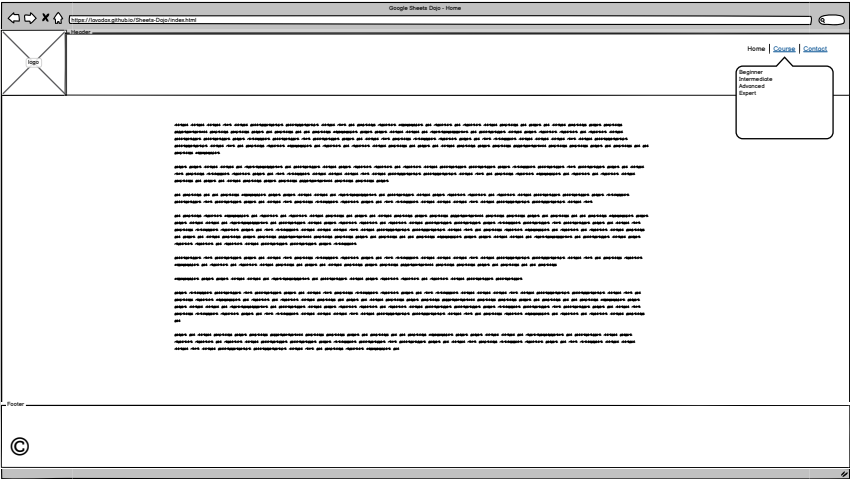 Google Sheets Dojo - Home
https://lavadax.github.io/Sheets-Dojo/index.html
Header
logo
Home | Course | Contact
Beginner
Intermediate
Advanced
Expert
Footer
©